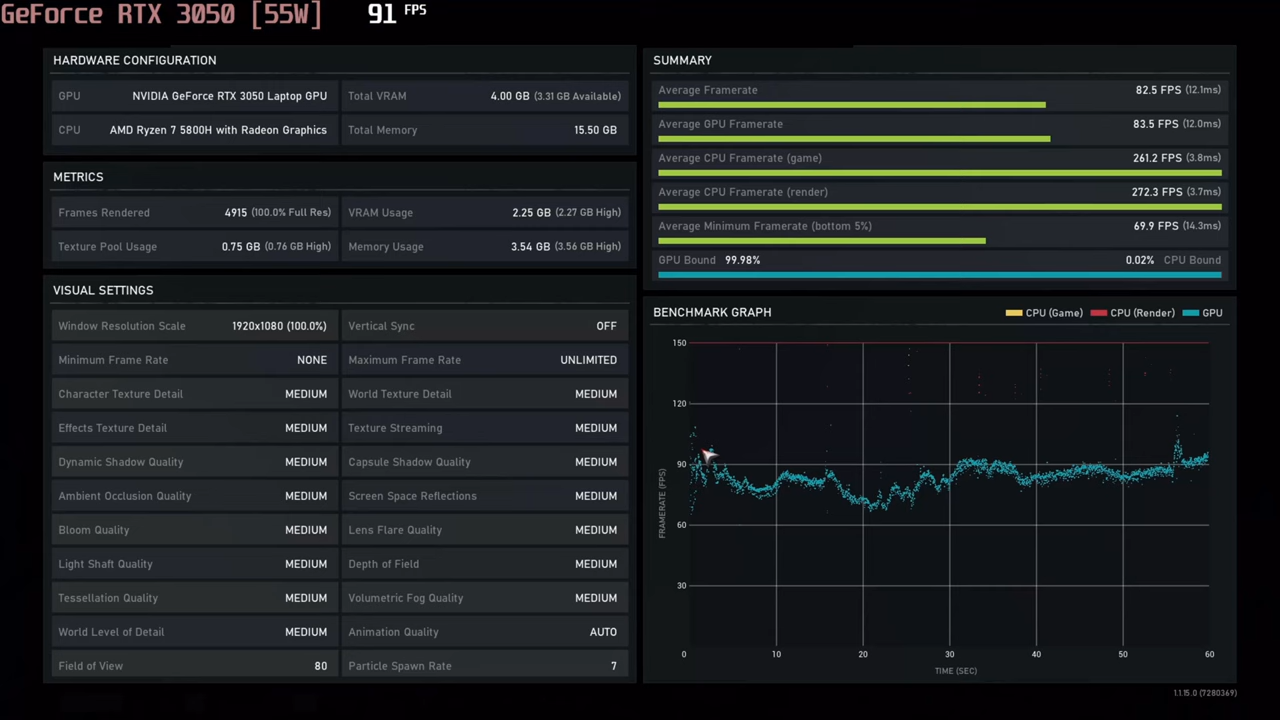 GeForce RTX 3050 [55W] 91 FPS
HARDWARE CONFIGURATION
GPU NVIDIA GeForce RTX 3050 Laptop GPU Total VRAM 4.00 GB (3.31 GB Available)
CPU AMD Ryzen 7 5800H with Radeon Graphics Total Memory 15.50 GB
METRICS
Frames Rendered 4915 (100.0% Full Res) VRAM Usage 2.25 GB (2.27 GB High)
Texture Pool Usage 0.75 GB (0.76 GB High) Memory Usage 3.54 GB (3.56 GB High)
VISUAL SETTINGS
Window Resolution Scale 1920x1080 (100.0%) Vertical Sync OFF
Minimum Frame Rate NONE Maximum Frame Rate UNLIMITED
Character Texture Detail MEDIUM World Texture Detail MEDIUM
Effects Texture Detail MEDIUM Texture Streaming MEDIUM
Dynamic Shadow Quality MEDIUM Capsule Shadow Quality MEDIUM
Ambient Occlusion Quality MEDIUM Screen Space Reflections MEDIUM
Bloom Quality MEDIUM Lens Flare Quality MEDIUM
Light Shaft Quality MEDIUM Depth of Field MEDIUM
Tessellation Quality MEDIUM Volumetric Fog Quality MEDIUM
World Level of Detail MEDIUM Animation Quality AUTO
Field of View 80 Particle Spawn Rate 7
SUMMARY
Average Framerate 82.5 FPS (12.1ms)
Average GPU Framerate 83.5 FPS (12.0ms)
Average CPU Framerate (game) 261.2 FPS (3.8ms)
Average CPU Framerate (render) 272.3 FPS (3.7ms)
Average Minimum Framerate (bottom 5%) 69.9 FPS (14.3ms)
GPU Bound 99.98% 0.02% CPU Bound
BENCHMARK GRAPH CPU (Game) CPU (Render) GPU
150
120
90
60
30
FRAMERATE (FPS)
0 10 20 30 40 50 60
TIME (SEC)
1.1.15.0 (7280369)